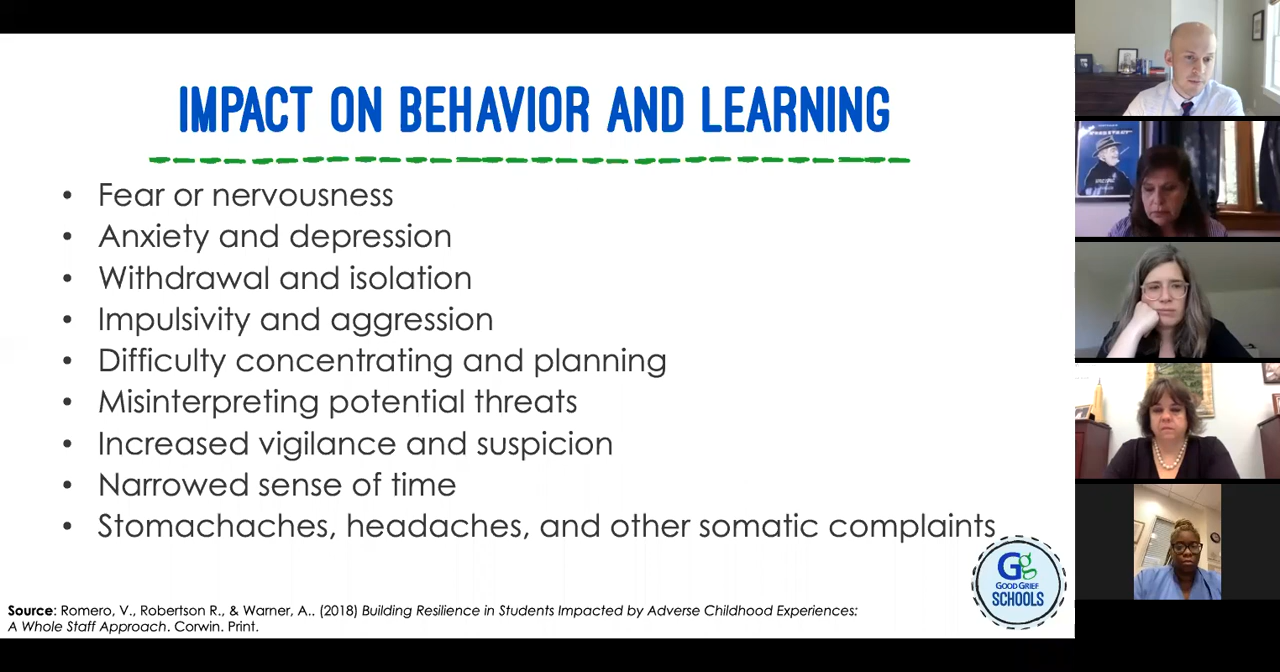 IMPACT ON BEHAVIOR AND LEARNING
• Fear or nervousness
• Anxiety and depression
• Withdrawal and isolation
• Impulsivity and aggression
• Difficulty concentrating and planning
• Misinterpreting potential threats
• Increased vigilance and suspicion
• Narrowed sense of time
• Stomachaches, headaches, and other somatic complaints
Gg
GOOD GRIEF
SCHOOLS
Source: Romero, V., Robertson R., & Warner, A.. (2018) Building Resilience in Students Impacted by Adverse Childhood Experiences:
A Whole Staff Approach. Corwin. Print.